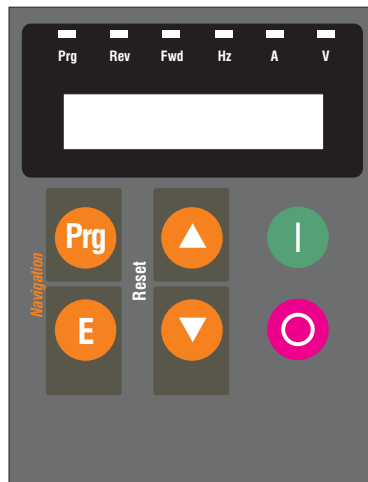 Prg Rev Fwd Hz A V
Prg
Navigation
Reset
E